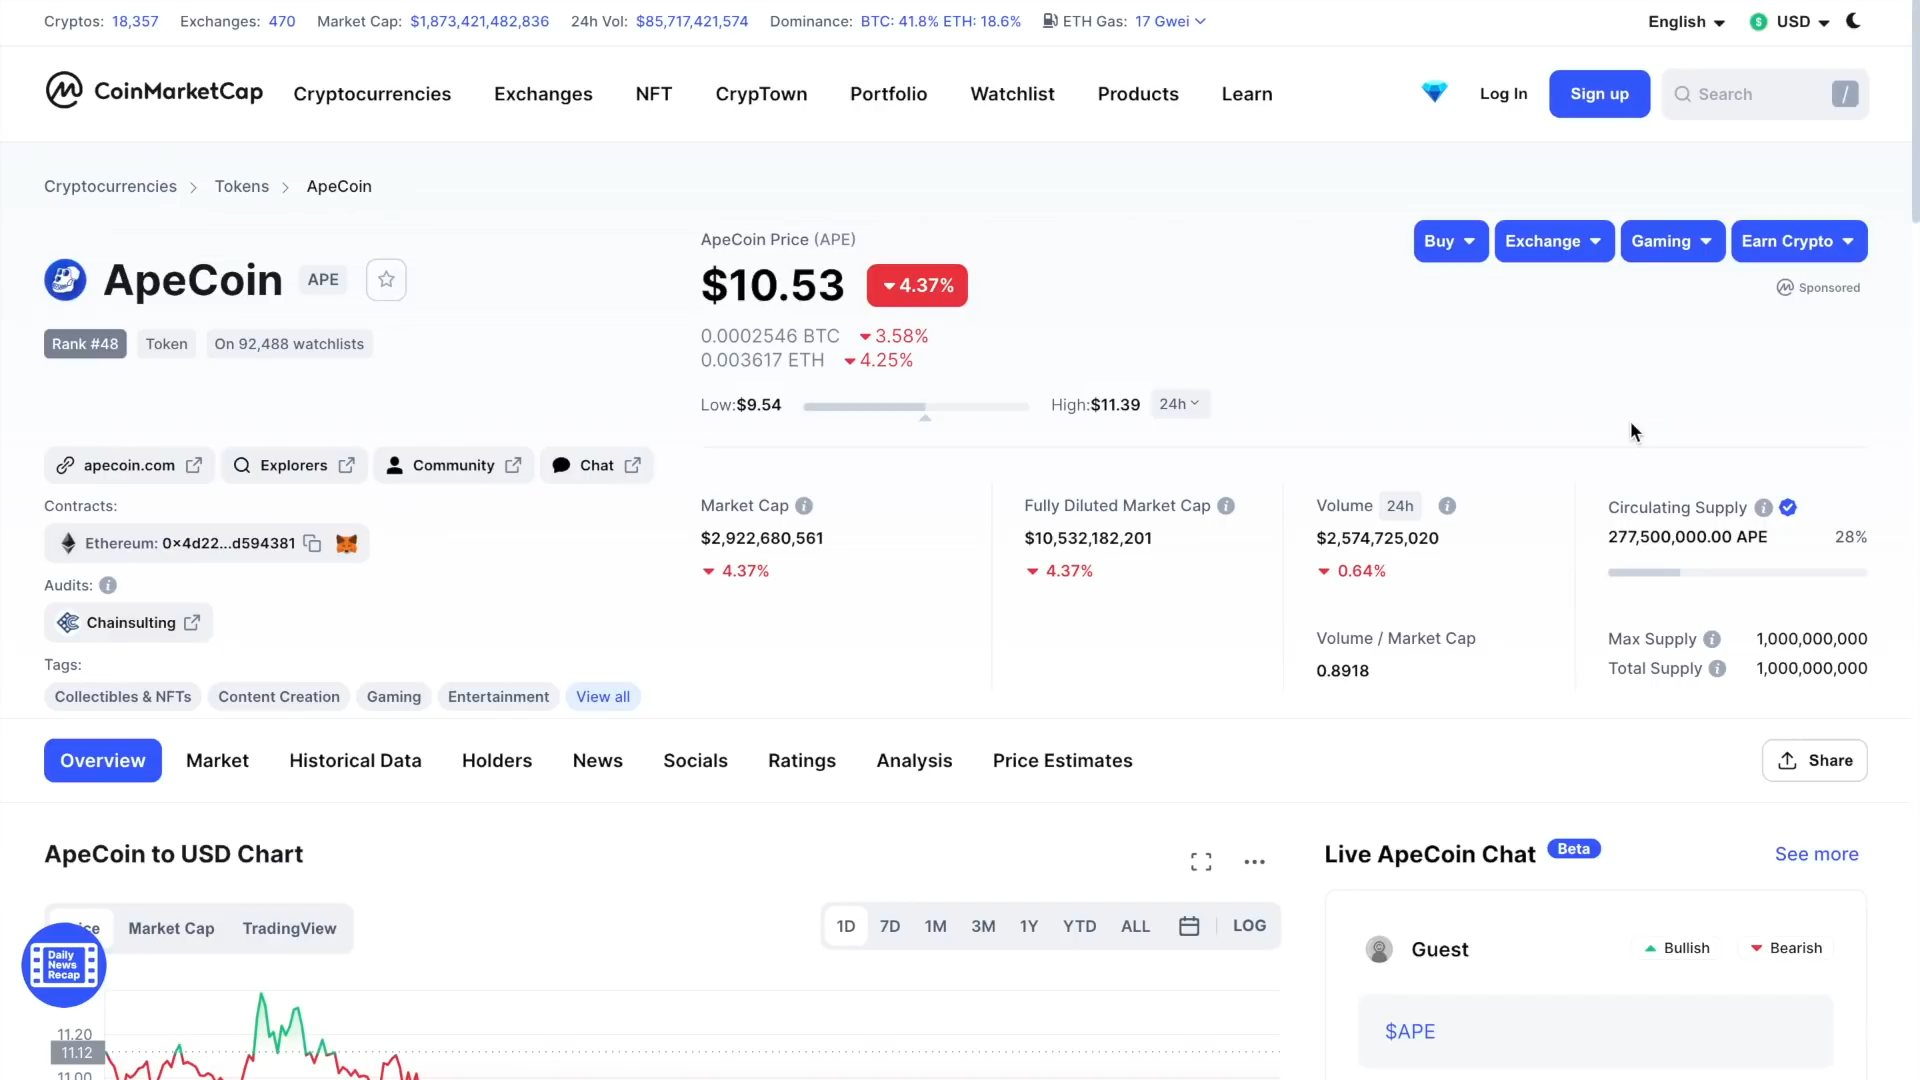 Cryptos: 18,357 Exchanges: 470 Market Cap: $1,873,421,482,836 24h Vol: $85,717,421,574 Dominance: BTC: 41.8% ETH: 18.6% ETH Gas: 17 Gwei English USD
CoinMarketCap Cryptocurrencies Exchanges NFT CrypTown Portfolio Watchlist Products Learn Log In Sign up Search /
Cryptocurrencies > Tokens > ApeCoin
ApeCoin APE
Rank #48 Token On 92,488 watchlists
ApeCoin Price (APE)
$10.53 4.37%
0.0002546 BTC 3.58%
0.003617 ETH 4.25%
Low:$9.54 High:$11.39 24h
Buy Exchange Gaming Earn Crypto
Sponsored
apecoin.com Explorers Community Chat
Contracts:
Ethereum: 0x4d22...d594381
Audits:
Chainsulting
Tags:
Collectibles & NFTs Content Creation Gaming Entertainment View all
Market Cap
$2,922,680,561
4.37%
Fully Diluted Market Cap
$10,532,182,201
4.37%
Volume 24h
$2,574,725,020
0.64%
Volume / Market Cap
0.8918
Circulating Supply
277,500,000.00 APE 28%
Max Supply 1,000,000,000
Total Supply 1,000,000,000
Overview Market Historical Data Holders News Socials Ratings Analysis Price Estimates Share
ApeCoin to USD Chart
Market Cap TradingView
1D 7D 1M 3M 1Y YTD ALL LOG
Daily
News
Recap
11.20
11.12
11.00
Live ApeCoin Chat Beta See more
Guest Bullish Bearish
$APE